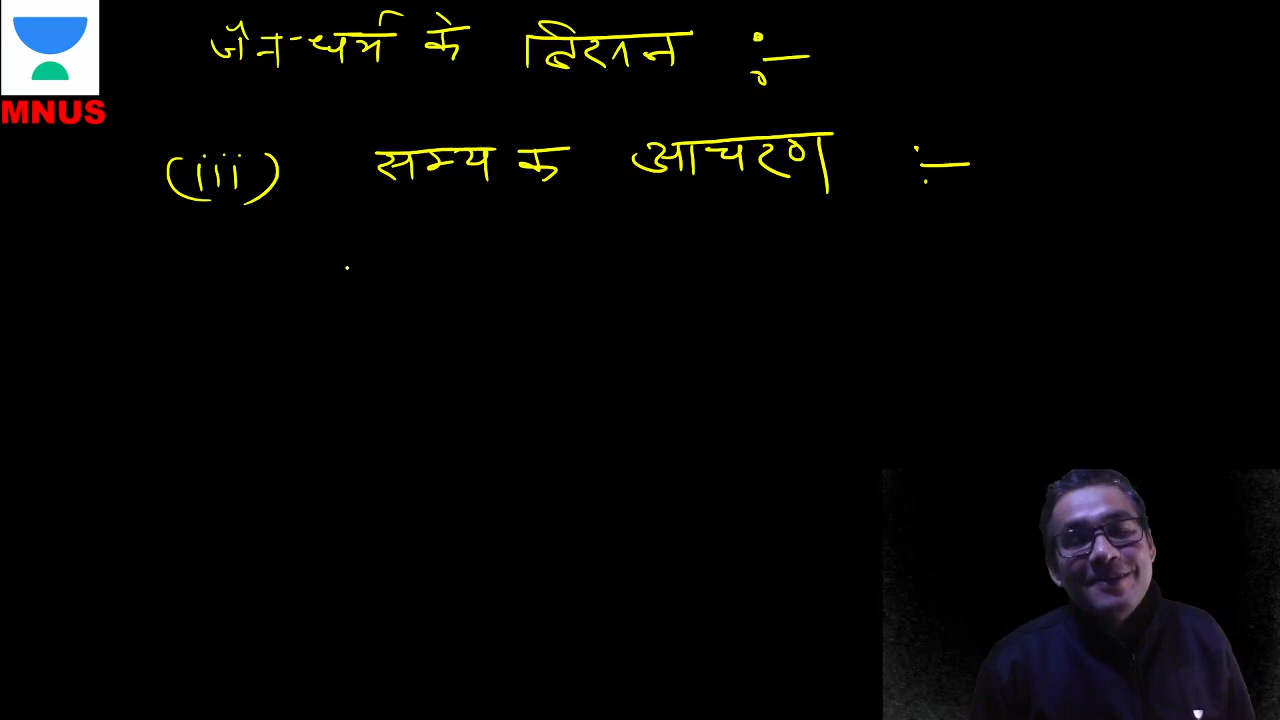 MNUS
जैन-धर्म के त्रिरत्न :-
(iii) सम्यक आचरण :-